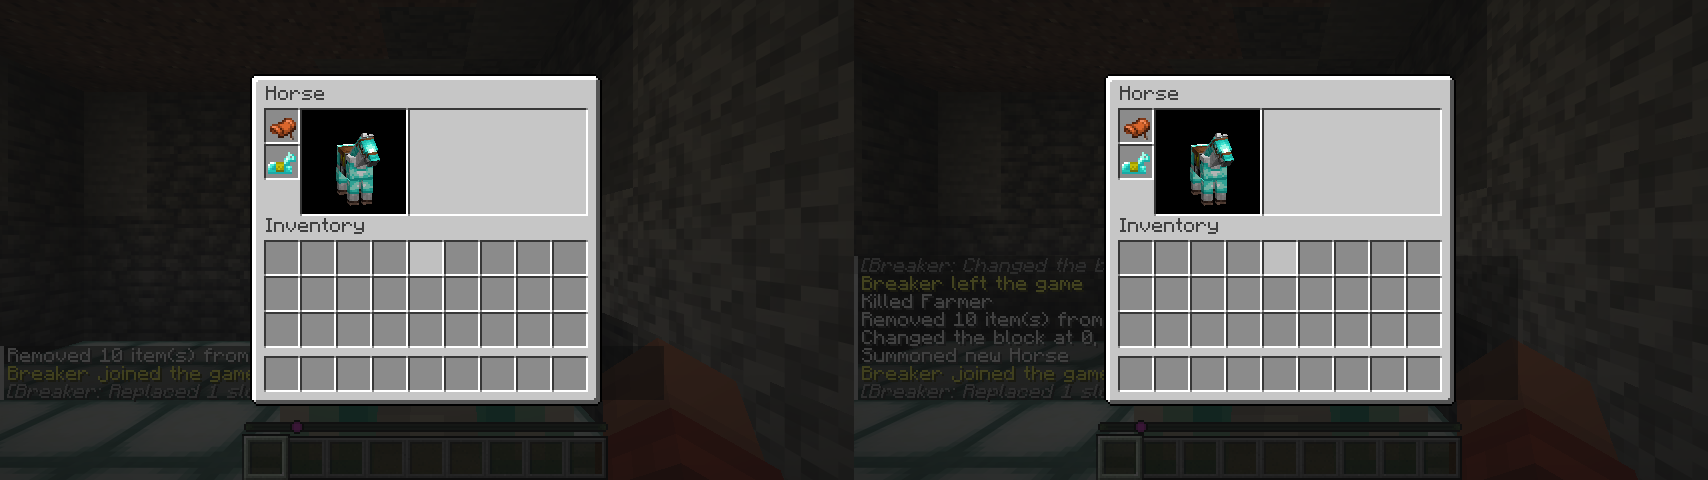 Horse
Inventory
Removed 10 item(s) from
Breaker joined the game
[Breaker: Replaced 1 sl
Horse
Inventory
[Breaker: Changed the b
Breaker left the game
Killed Farmer
Removed 10 item(s) from
Changed the block at 0,
Summoned new Horse
Breaker joined the game
[Breaker: Replaced 1 sl